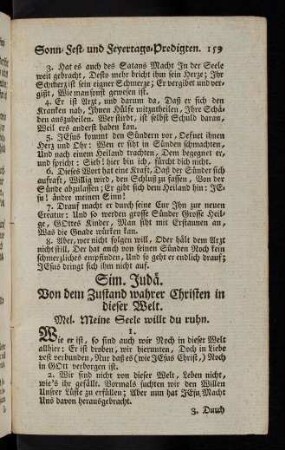 Sonn- Fest- und Feyertags-Predigten. 159
3. Hat es auch des Satans Macht In der Seele
weit gebracht, Desto mehr bricht ihm sein Herze; Ihr
Schmerz ist sein eigner Schmerze; Er vergibet und ver-
gißt, Wie man sonst gewesen ist.
4. Er ist Arzt, und darum da, Daß er sich den
Kranken nah, Ihnen Hülfe mitzutheilen, Ihre Schä-
den auszuheilen. Wer stirbt, ist selbst Schuld daran,
Weil ers anders haben kan.
5. JEsus kommt den Sündern vor, Oefnet ihnen
Herz und Ohr: Wen er siht in Sünden schmachten,
Und nach einem Heiland trachten, Dem begegnet er,
und spricht: Sieh! hier bin ich, fürcht dich nicht.
6. Dieses Wort hat eine Kraft, Daß der Sünder sich
aufraft, Willig wird, den Schluß zu fassen, Von der
Sünde abzulassen; Er gibt sich dem Heiland hin: JE-
su! ändre meinen Sinn!
7. Drauf macht er durch seine Cur Ihn zur neuen
Creatur: Und so werden grosse Sünder Grosse Heil-
ge, GOttes Kinder, Man siht mit Erstaunen an,
Was die Gnade würken kan.
8. Aber, wer nicht folgen will, Oder hält dem Arzt
nicht still, Der hat auch von seinen Sünden Noch kein
schmerzliches empfinden, Und so geht er endlich drauf;
JEsus dringt sich ihm nicht auf.
Sim. Judä.
Von dem Zustand wahrer Christen in
dieser Welt.
Mel. Meine Seele willt du ruhn.
1.
Wie er ist, so sind auch wir Noch in dieser Welt
allhier: Er ist droben, wir hierunten, Doch in Liebe
vest verbunden, Nur daß es (wie JEsus Christ,) Noch
in GOtt verborgen ist.
2. Wir sind nicht von dieser Welt, Leben nicht,
wie's ihr gefällt. Vormals suchten wir den Willen
Unsrer Lüste zu erfüllen; Aber nun hat JEsu Macht
Uns davon herausgebracht.
3. Durch